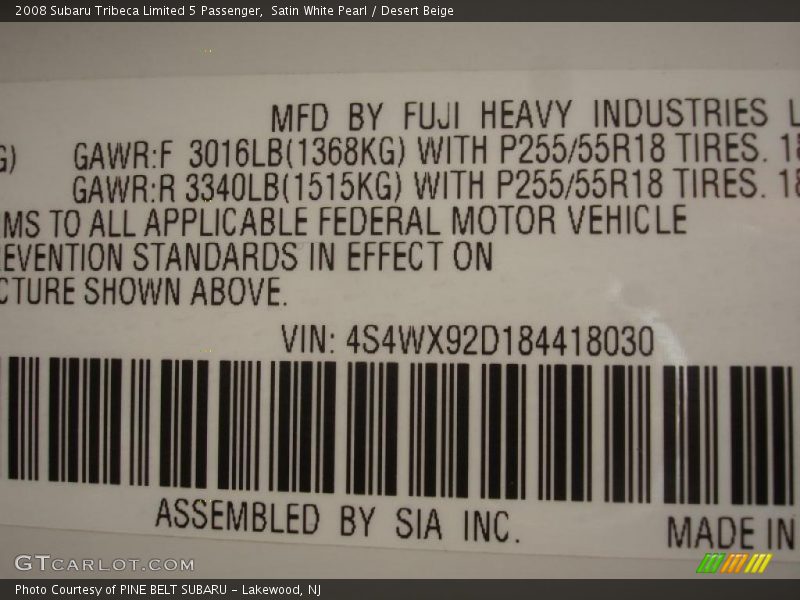 2008 Subaru Tribeca Limited 5 Passenger,  Satin White Pearl / Desert Beige
MFD BY FUJI HEAVY INDUSTRIES L
G) GAWR:F 3016LB(1368KG) WITH P255/55R18 TIRES. 18
GAWR:R 3340LB(1515KG) WITH P255/55R18 TIRES. 18
MS TO ALL APPLICABLE FEDERAL MOTOR VEHICLE
EVENTION STANDARDS IN EFFECT ON
CTURE SHOWN ABOVE.
VIN: 4S4WX92D184418030
ASSEMBLED BY SIA INC.
MADE IN
GTCARLOT.COM
Photo Courtesy of PINE BELT SUBARU - Lakewood, NJ